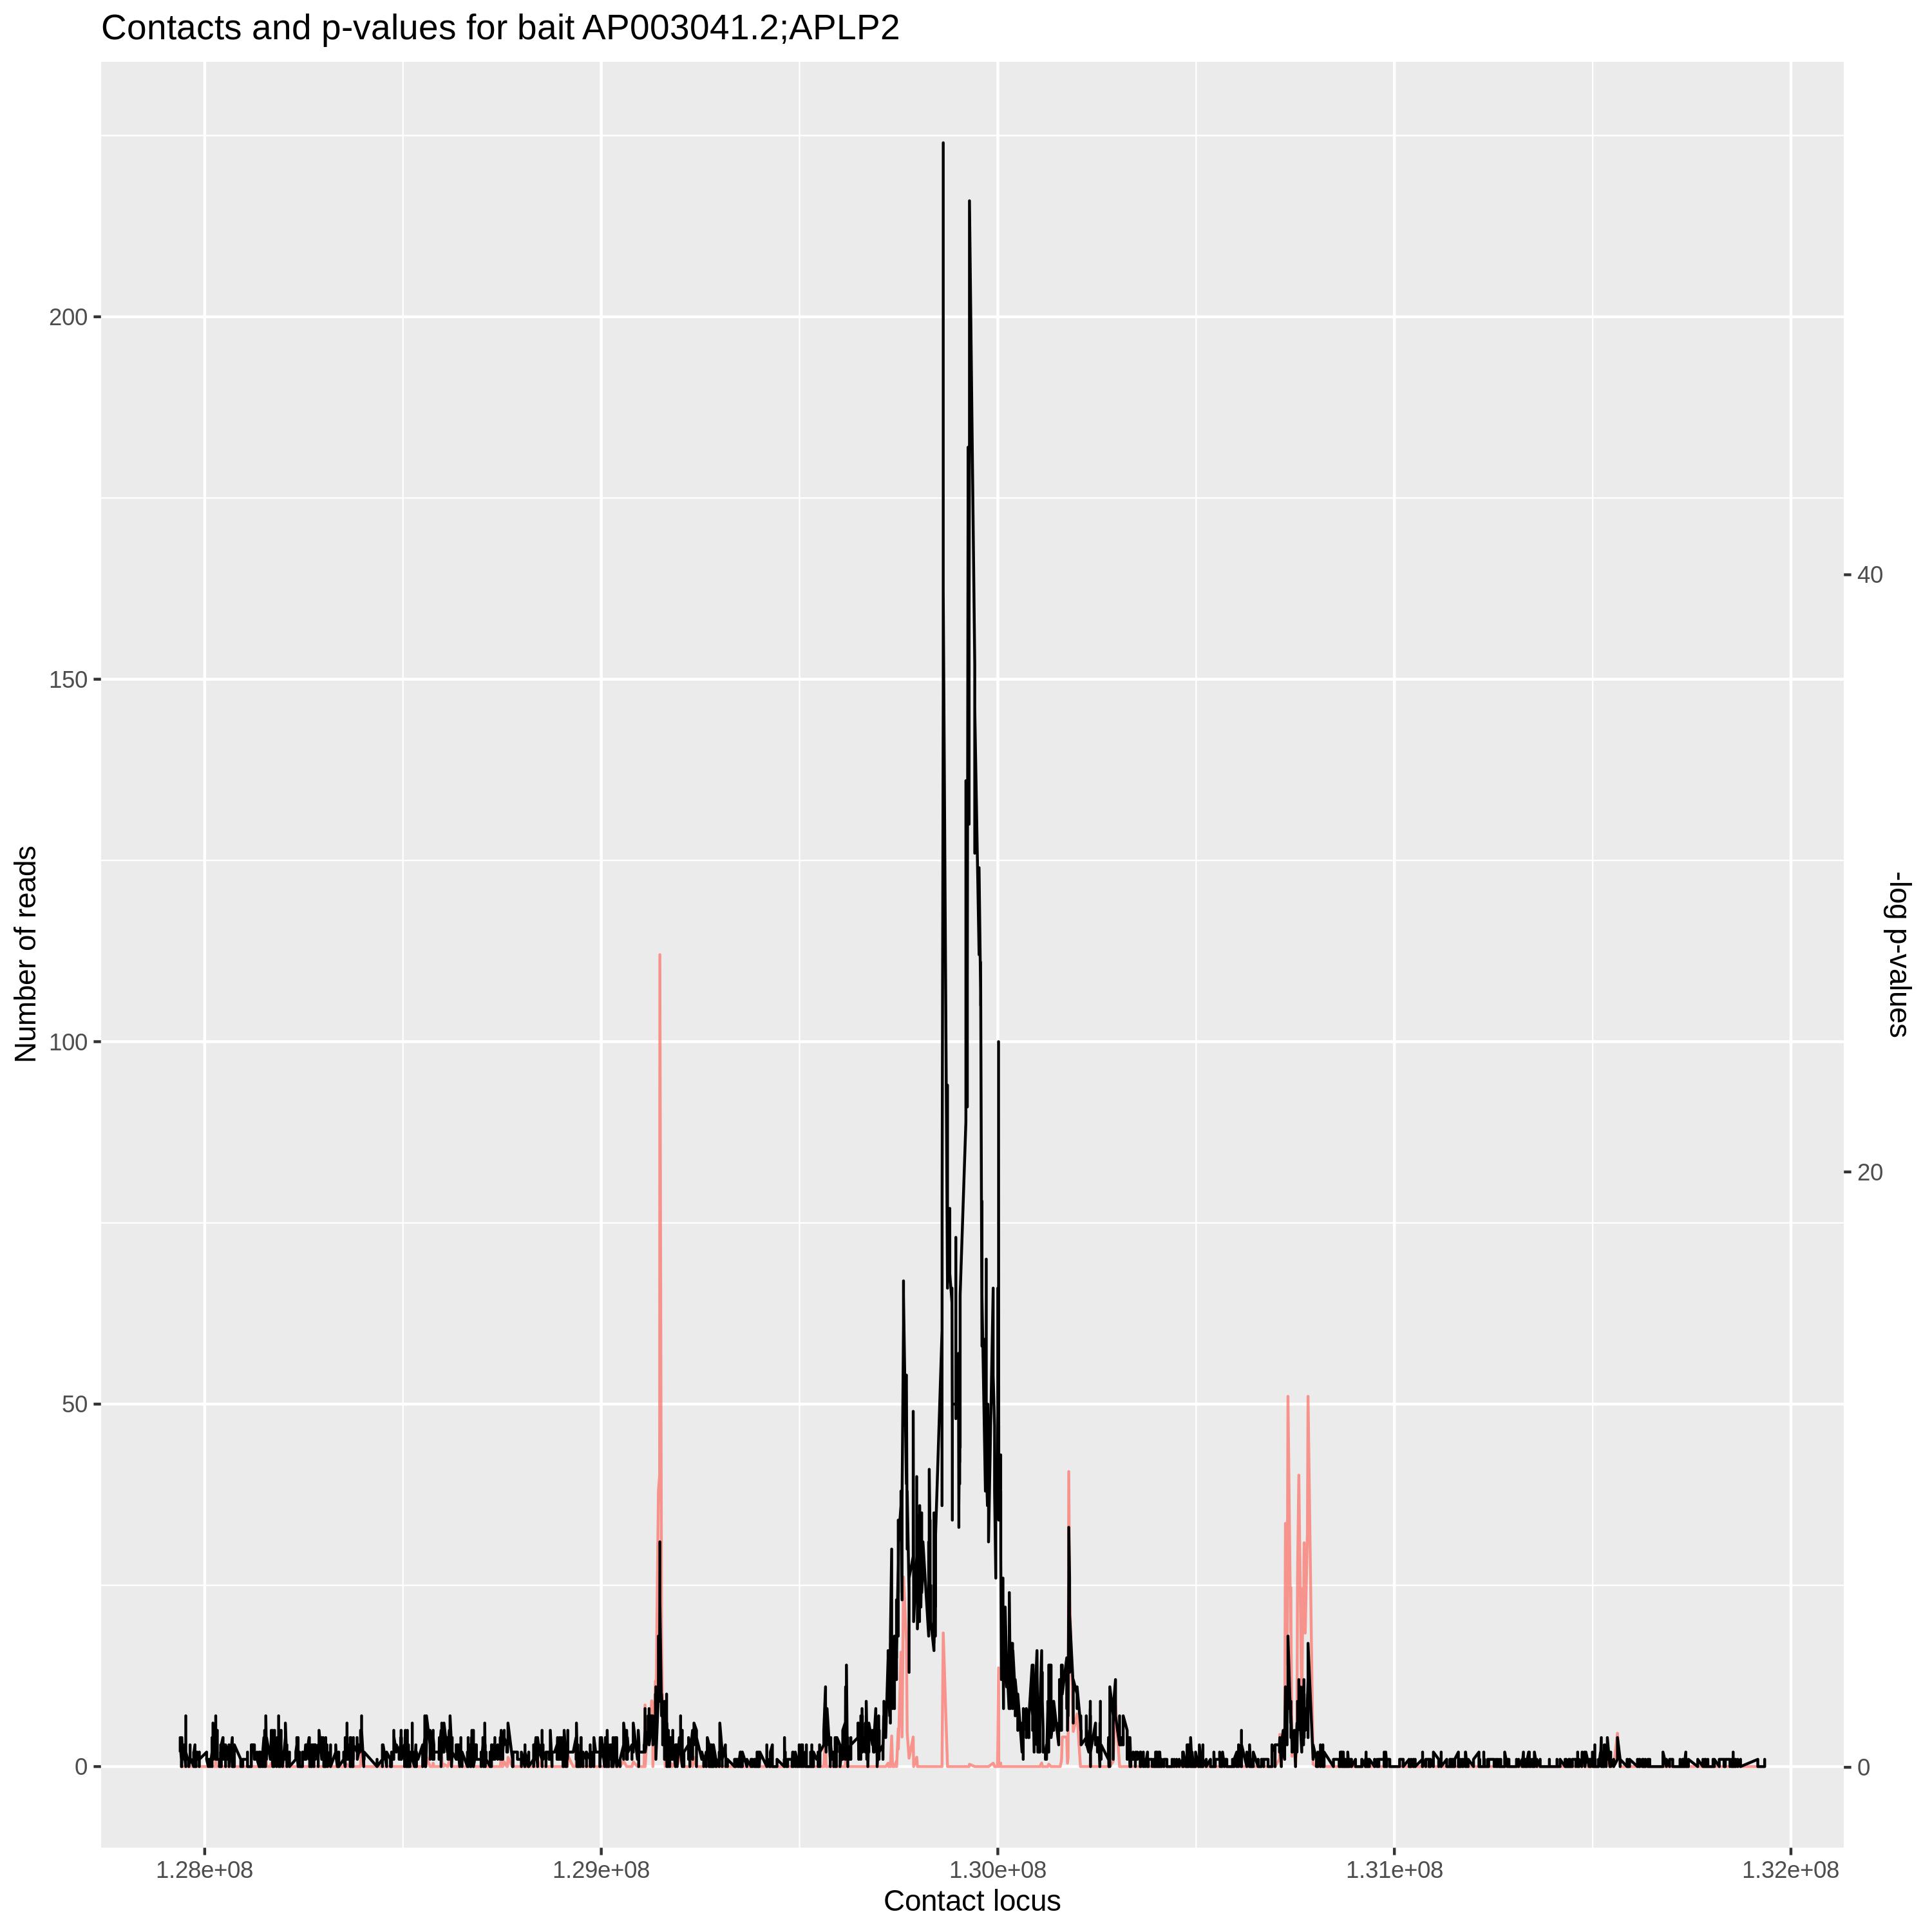 Contacts and p-values for bait AP003041.2;APLP2
200
150
100
50
0
Number of reads
40
20
0
-log p-values
1.28e+08
1.29e+08
1.30e+08
1.31e+08
1.32e+08
Contact locus